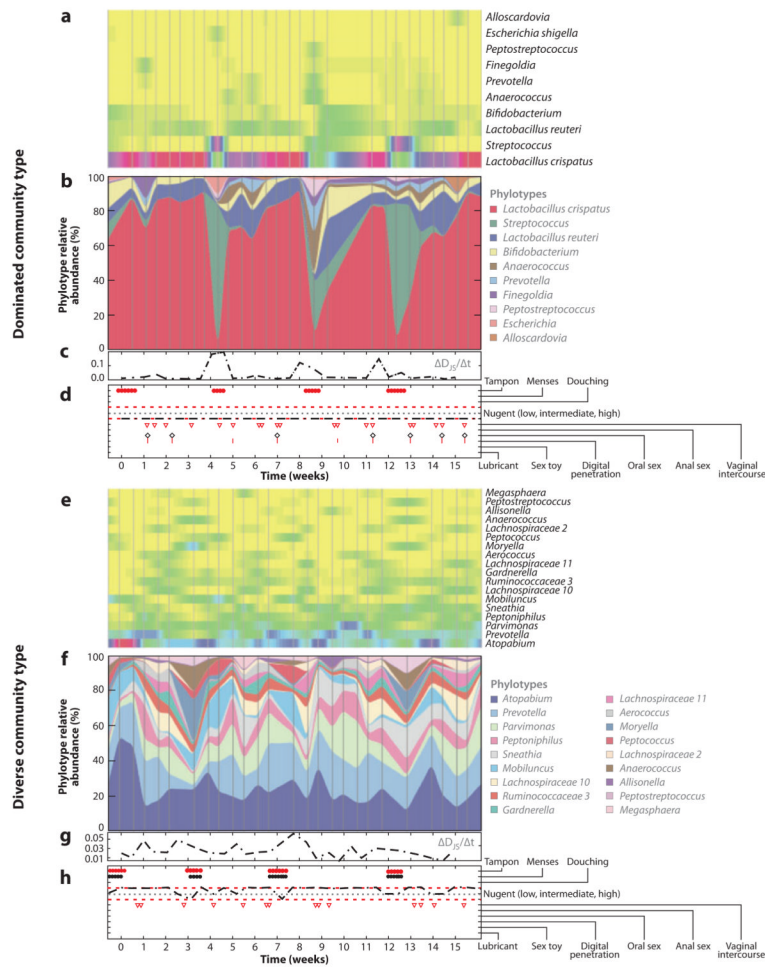 a
Alloscardovia
Escherichia shigella
Peptostreptococcus
Finegoldia
Prevotella
Anaerococcus
Bifidobacterium
Lactobacillus reuteri
Streptococcus
Lactobacillus crispatus
Dominated community type
b
Phylotype relative
abundance (%)
100
80
60
40
20
0
Phylotypes
Lactobacillus crispatus
Streptococcus
Lactobacillus reuteri
Bifidobacterium
Anaerococcus
Prevotella
Finegoldia
Peptostreptococcus
Escherichia
Alloscardovia
c
0.1
0.0
ΔDJS/Δt
d
Tampon Menses Douching
Nugent (low, intermediate, high)
0 1 2 3 4 5 6 7 8 9 10 11 12 13 14 15
Time (weeks)
Lubricant Sex toy Digital penetration Oral sex Anal sex Vaginal intercourse
e
Megasphaera
Peptostreptococcus
Allisonella
Anaerococcus
Lachnospiraceae 2
Peptococcus
Moryella
Aerococcus
Lachnospiraceae 11
Gardnerella
Ruminoccaceae 3
Lachnospiraceae 10
Mobiluncus
Sneathia
Peptoniphilus
Parvimonas
Prevotella
Atopabium
Diverse community type
f
Phylotype relative
abundance (%)
100
80
60
40
20
0
Phylotypes
Atopabium
Prevotella
Parvimonas
Peptoniphilus
Sneathia
Mobiluncus
Lachnospiraceae 10
Ruminoccaceae 3
Gardnerella
Lachnospiraceae 11
Aerococcus
Moryella
Peptococcus
Lachnospiraceae 2
Anaerococcus
Allisonella
Peptostreptococcus
Megasphaera
g
0.05
0.03
0.01
ΔDJS/Δt
h
Tampon Menses Douching
Nugent (low, intermediate, high)
0 1 2 3 4 5 6 7 8 9 10 11 12 13 14 15
Time (weeks)
Lubricant Sex toy Digital penetration Oral sex Anal sex Vaginal intercourse